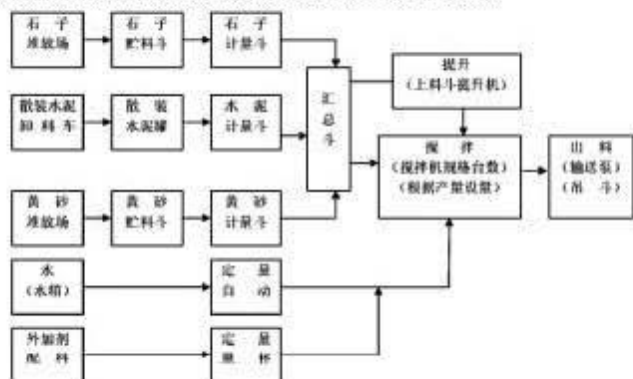 石 子
堆放场
石 子
贮料斗
石 子
计量斗
提升
(上料斗提升机)
汇
总
斗
散装水泥
卸 料 车
散 装
水泥罐
水 泥
计量斗
搅 拌
(搅拌机规格台数)
(根据产量设置)
出 料
(输送泵)
(吊 斗)
黄 砂
堆放场
黄 砂
贮料斗
黄 砂
计量斗
水
(水箱)
定 量
自 动
外加剂
配 料
定 量